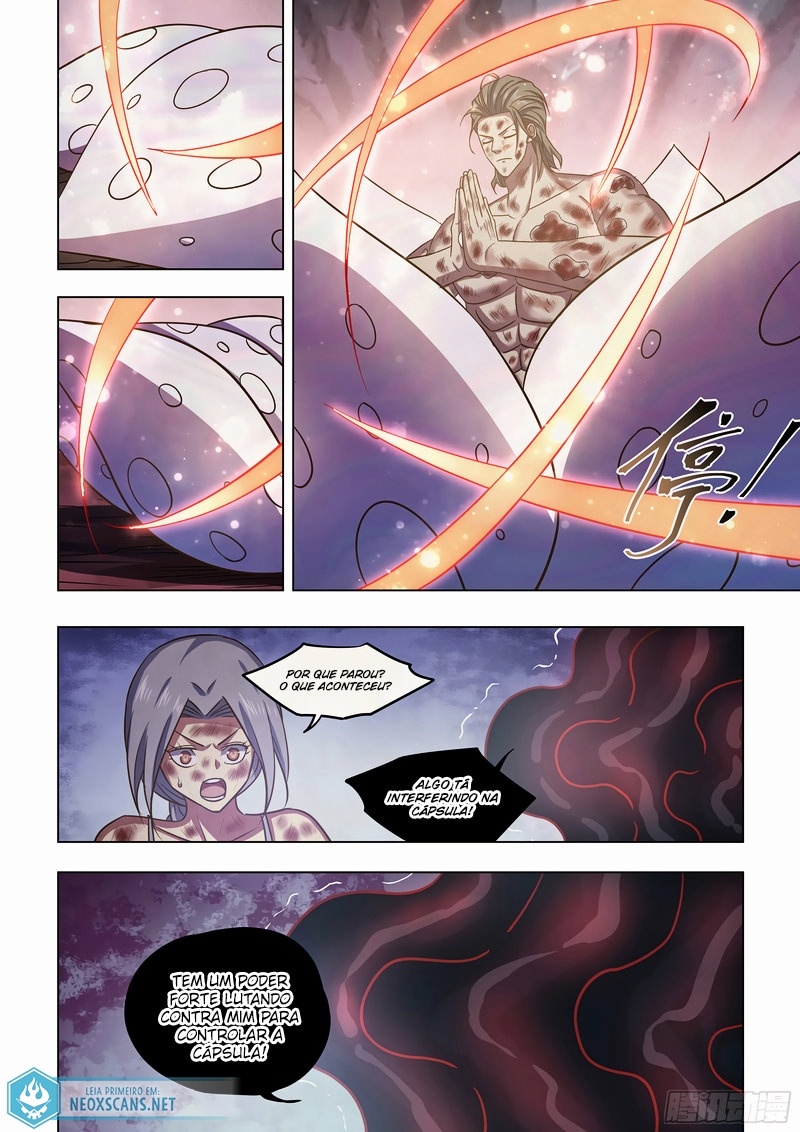 停!
POR QUE PAROU?
O QUE ACONTECEU?
ALGO TÁ
INTERFERINDO NA
CÁPSULA!
TEM UM PODER
FORTE LUTANDO
CONTRA MIM PARA
CONTROLAR A
CÁPSULA!
LEIA PRIMEIRO EM:
NEOXSCANS.NET
腾讯动漫